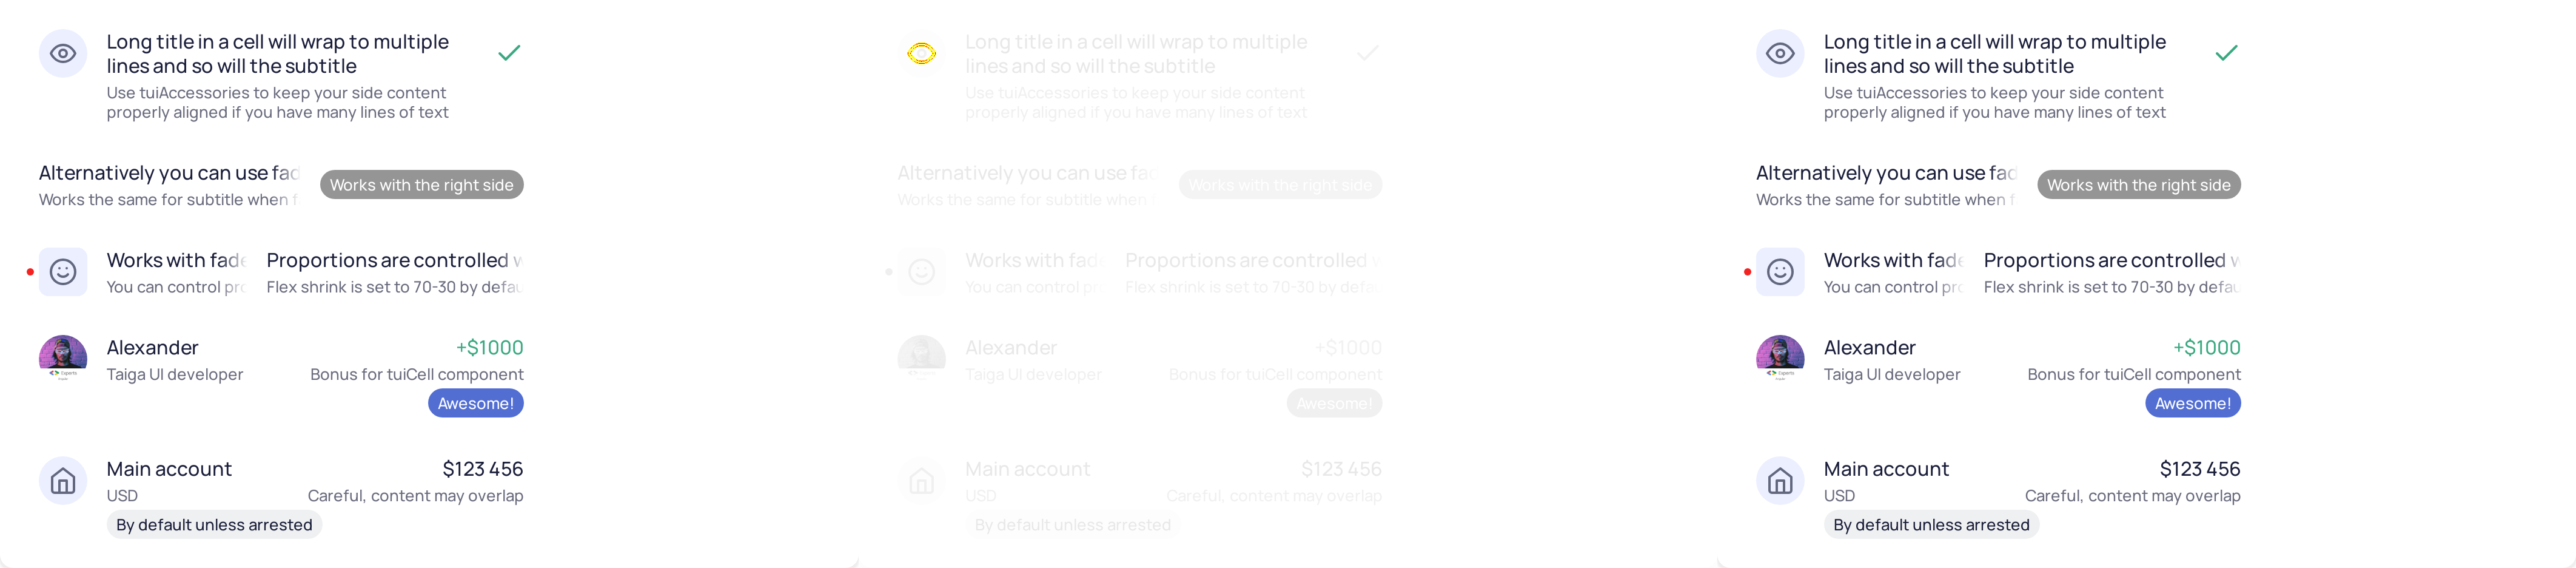 Long title in a cell will wrap to multiple
lines and so will the subtitle
Use tuiAccessories to keep your side content
properly aligned if you have many lines of text
Alternatively you can use fad
Works with the right side
Works the same for subtitle when f
Works with fade
Proportions are controlled w
You can control pro
Flex shrink is set to 70-30 by defau
Alexander
+$1000
Taiga UI developer
Bonus for tuiCell component
Awesome!
Main account
$123 456
USD
Careful, content may overlap
By default unless arrested
Long title in a cell will wrap to multiple
lines and so will the subtitle
Use tuiAccessories to keep your side content
properly aligned if you have many lines of text
Alternatively you can use fad
Works with the right side
Works the same for subtitle when f
Works with fade
Proportions are controlled w
You can control pro
Flex shrink is set to 70-30 by defau
Alexander
+$1000
Taiga UI developer
Bonus for tuiCell component
Awesome!
Main account
$123 456
USD
Careful, content may overlap
By default unless arrested
Long title in a cell will wrap to multiple
lines and so will the subtitle
Use tuiAccessories to keep your side content
properly aligned if you have many lines of text
Alternatively you can use fad
Works with the right side
Works the same for subtitle when f
Works with fade
Proportions are controlled w
You can control pro
Flex shrink is set to 70-30 by defau
Alexander
+$1000
Taiga UI developer
Bonus for tuiCell component
Awesome!
Main account
$123 456
USD
Careful, content may overlap
By default unless arrested